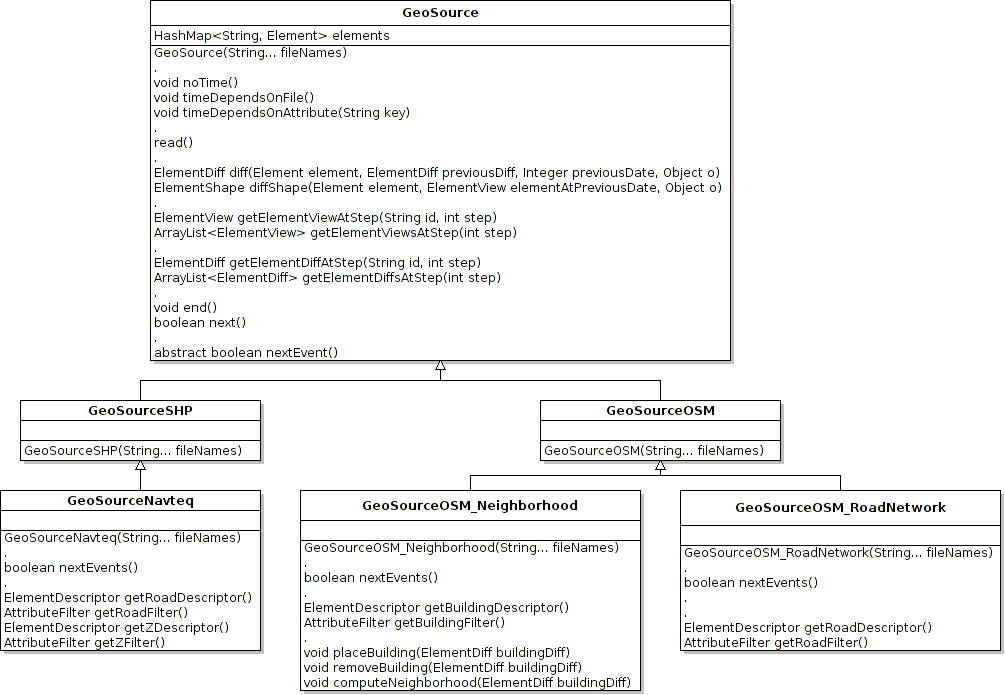 GeoSource
HashMap<String, Element> elements
GeoSource(String... fileNames)
.
void noTime()
void timeDependsOnFile()
void timeDependsOnAttribute(String key)
.
read()
.
ElementDiff diff(Element element, ElementDiff previousDiff, Integer previousDate, Object o)
ElementShape diffShape(Element element, ElementView elementAtPreviousDate, Object o)
.
ElementView getElementViewAtStep(String id, int step)
ArrayList<ElementView> getElementViewsAtStep(int step)
.
ElementDiff getElementDiffAtStep(String id, int step)
ArrayList<ElementDiff> getElementDiffsAtStep(int step)
.
void end()
boolean next()
.
abstract boolean nextEvent()
GeoSourceSHP
GeoSourceSHP(String... fileNames)
GeoSourceOSM
GeoSourceOSM(String... fileNames)
GeoSourceNavteq
GeoSourceNavteq(String... fileNames)
.
boolean nextEvents()
.
ElementDescriptor getRoadDescriptor()
AttributeFilter getRoadFilter()
ElementDescriptor getZDescriptor()
AttributeFilter getZFilter()
GeoSourceOSM_Neighborhood
GeoSourceOSM_Neighborhood(String... fileNames)
.
boolean nextEvents()
.
ElementDescriptor getBuildingDescriptor()
AttributeFilter getBuildingFilter()
.
void placeBuilding(ElementDiff buildingDiff)
void removeBuilding(ElementDiff buildingDiff)
void computeNeighborhood(ElementDiff buildingDiff)
GeoSourceOSM_RoadNetwork
GeoSourceOSM_RoadNetwork(String... fileNames)
.
boolean nextEvents()
.
.
ElementDescriptor getRoadDescriptor()
AttributeFilter getRoadFilter()